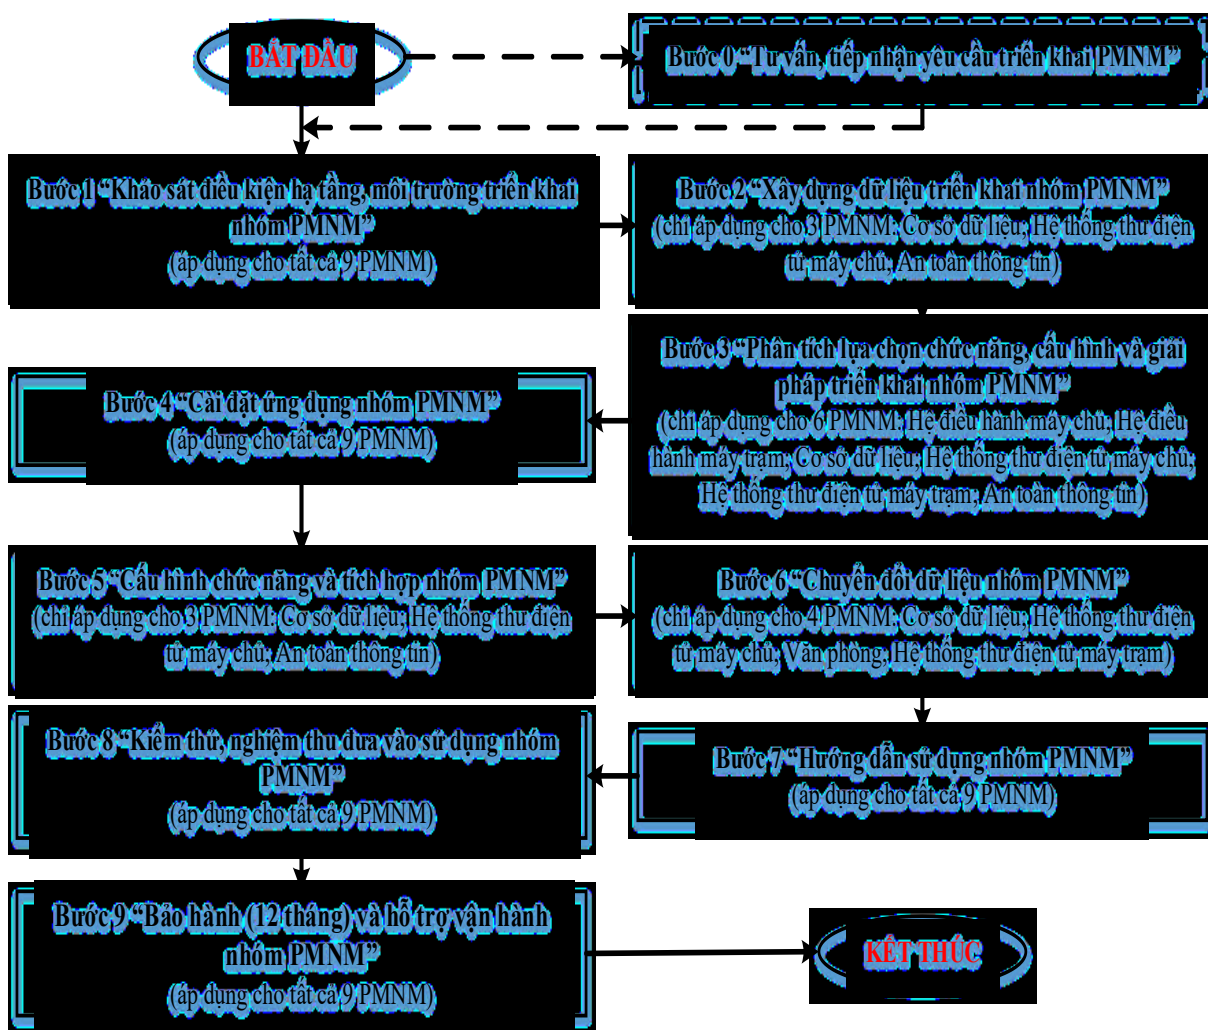 BẮT ĐẦU
Bước 0 “Tư vấn, tiếp nhận yêu cầu triển khai PMNM”
Bước 1 “Khảo sát điều kiện hạ tầng, môi trường triển khai
nhóm PMNM”
(áp dụng cho tất cả 9 PMNM)
Bước 2 “Xây dựng dữ liệu triển khai nhóm PMNM”
(chỉ áp dụng cho 3 PMNM: Cơ sở dữ liệu; Hệ thống thư điện
tử máy chủ; An toàn thông tin)
Bước 3 “Phân tích lựa chọn chức năng, cấu hình và giải
pháp triển khai nhóm PMNM”
(chỉ áp dụng cho 6 PMNM: Hệ điều hành máy chủ; Hệ điều
hành máy trạm; Cơ sở dữ liệu; Hệ thống thư điện tử máy chủ;
Hệ thống thư điện tử máy trạm; An toàn thông tin)
Bước 4 “Cài đặt ứng dụng nhóm PMNM”
(áp dụng cho tất cả 9 PMNM)
Bước 5 “Cấu hình chức năng và tích hợp nhóm PMNM”
(chỉ áp dụng cho 3 PMNM: Cơ sở dữ liệu; Hệ thống thư điện
tử máy chủ; An toàn thông tin)
Bước 6 “Chuyển đổi dữ liệu nhóm PMNM”
(chỉ áp dụng cho 4 PMNM: Cơ sở dữ liệu; Hệ thống thư điện
tử máy chủ; Văn phòng; Hệ thống thư điện tử máy trạm)
Bước 7 “Hướng dẫn sử dụng nhóm PMNM”
(áp dụng cho tất cả 9 PMNM)
Bước 8 “Kiểm thử, nghiệm thu đưa vào sử dụng nhóm
PMNM”
(áp dụng cho tất cả 9 PMNM)
Bước 9 “Bảo hành (12 tháng) và hỗ trợ vận hành
nhóm PMNM”
(áp dụng cho tất cả 9 PMNM)
KẾT THÚC